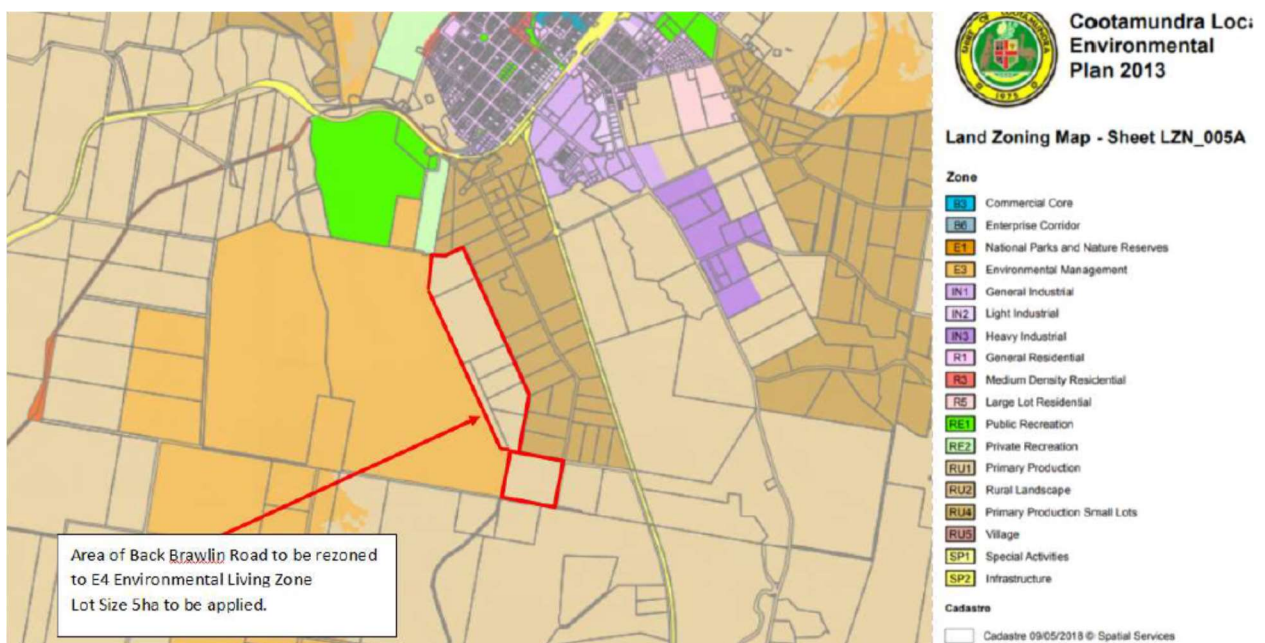 Cootamundra Loca
Environmental
Plan 2013
SHIRE OF COOTAMUNDRA
1975
Land Zoning Map - Sheet LZN_005A
Zone
B3 Commercial Core
B6 Enterprise Corridor
E1 National Parks and Nature Reserves
E3 Environmental Management
IN1 General Industrial
IN2 Light Industrial
IN3 Heavy Industrial
R1 General Residential
R3 Medium Density Residential
R5 Large Lot Residential
RE1 Public Recreation
RE2 Private Recreation
RU1 Primary Production
RU2 Rural Landscape
RU4 Primary Production Small Lots
RU5 Village
SP1 Special Activities
SP2 Infrastructure
Cadastre
Cadastre 09/05/2018 © Spatial Services
Area of Back Brawlin Road to be rezoned
to E4 Environmental Living Zone
Lot Size 5ha to be applied.